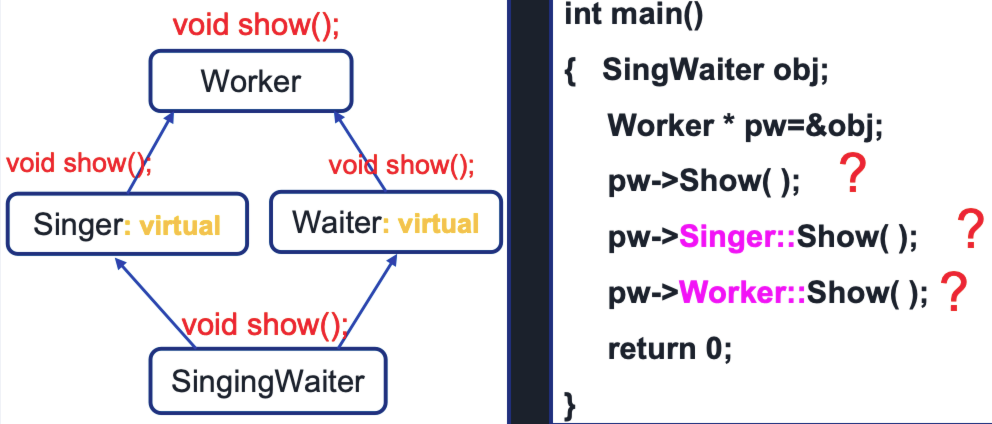 void show();
Worker
void show();
void show();
Singer: virtual
Waiter: virtual
void show();
SingingWaiter
int main()
{ SingWaiter obj;
Worker * pw=&obj;
pw->Show( ); ?
pw->Singer::Show( ); ?
pw->Worker::Show( ); ?
return 0;
}